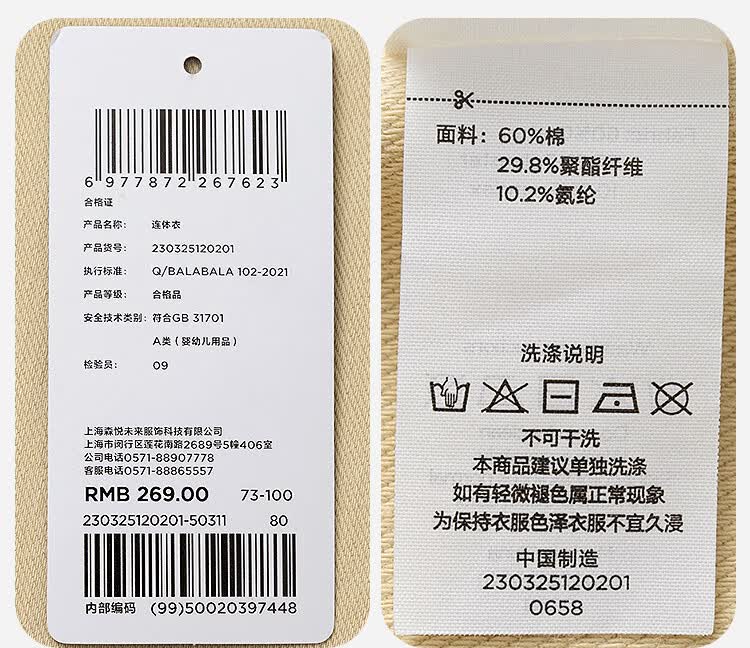 6 977872 267623
合格证
产品名称： 连体衣
产品货号： 230325120201
执行标准： Q/BALABALA 102-2021
产品等级： 合格品
安全技术类别： 符合GB 31701
A类（婴幼儿用品）
检验员： 09
上海森悦未来服饰科技有限公司
上海市闵行区莲花南路2689号5幢406室
公司电话0571-88907778
客服电话0571-88865557
RMB 269.00 73-100
230325120201-50311 80
内部编码 (99)50020397448
面料：60%棉
29.8%聚酯纤维
10.2%氨纶
洗涤说明
不可干洗
本商品建议单独洗涤
如有轻微褪色属正常现象
为保持衣服色泽衣服不宜久浸
中国制造
230325120201
0658